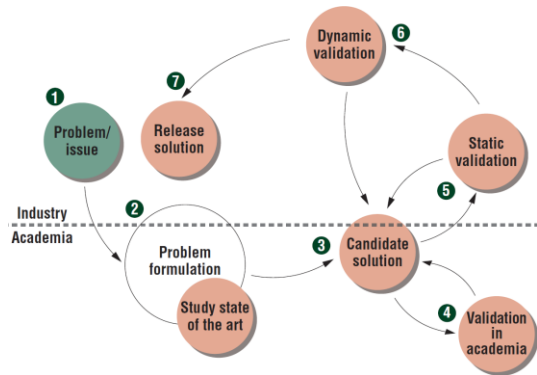 6
Dynamic
validation
7
1
Problem/
issue
Release
solution
Static
validation
5
2
Industry
Academia
3
Problem
formulation
Candidate
solution
Study state
of the art
4
Validation
in
academia